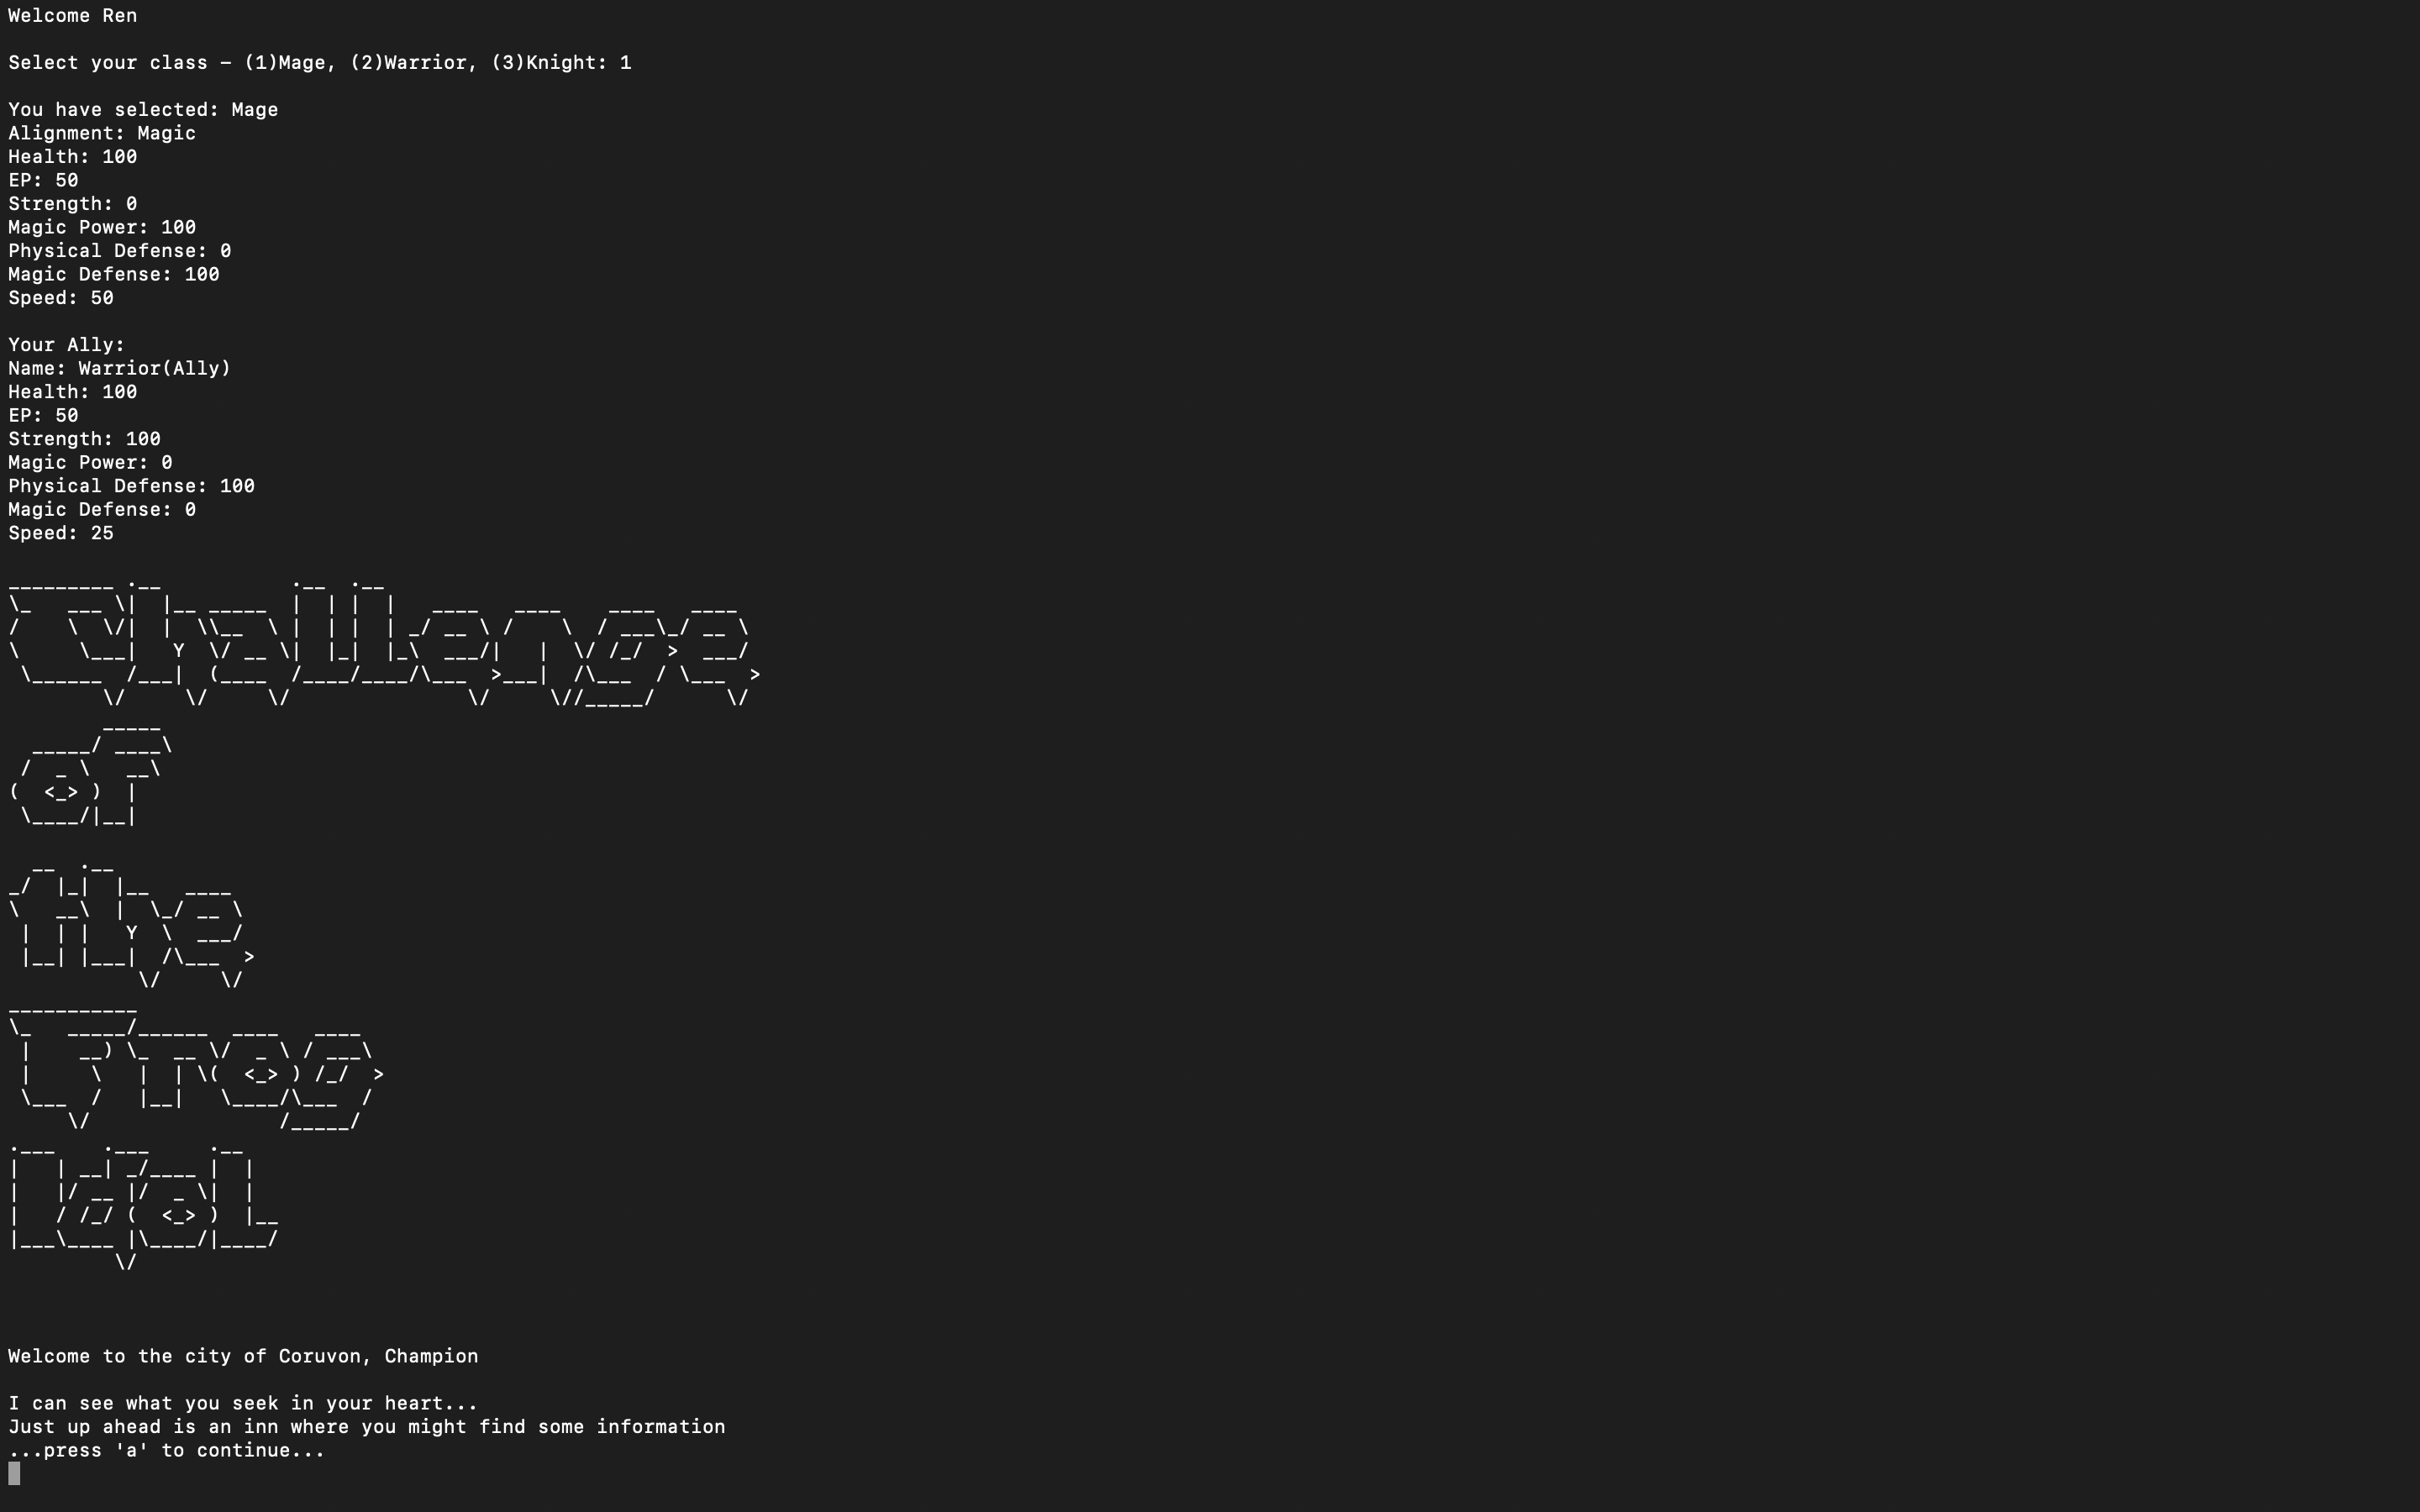 Welcome Ren
Select your class – (1)Mage, (2)Warrior, (3)Knight: 1
You have selected: Mage
Alignment: Magic
Health: 100
EP: 50
Strength: 0
Magic Power: 100
Physical Defense: 0
Magic Defense: 100
Speed: 50
Your Ally:
Name: Warrior(Ally)
Health: 100
EP: 50
Strength: 100
Magic Power: 0
Physical Defense: 100
Magic Defense: 0
Speed: 25
Challenge
of
the
Frog
Idol
Welcome to the city of Coruvon, Champion
I can see what you seek in your heart...
Just up ahead is an inn where you might find some information
...press 'a' to continue...